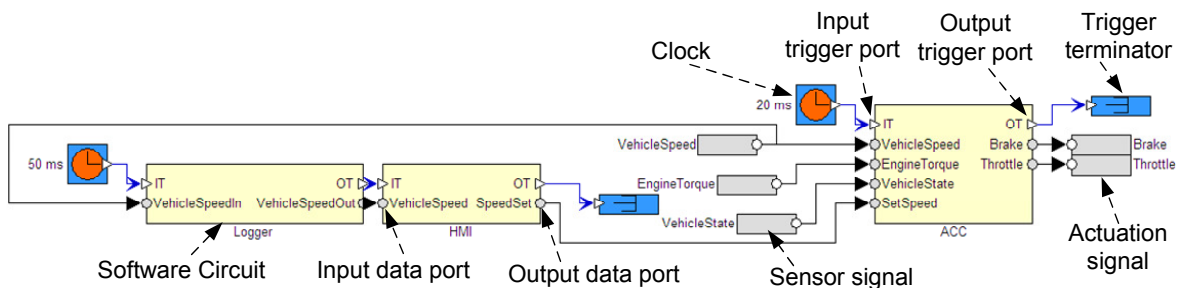 Clock
Input
trigger port
Output
trigger port
Trigger
terminator
20 ms
IT
OT
VehicleSpeed
VehicleSpeed
Brake
Brake
EngineTorque
EngineTorque
Throttle
Throttle
VehicleState
VehicleState
SetSpeed
ACC
50 ms
IT
OT
VehicleSpeedIn
VehicleSpeedOut
Logger
IT
OT
VehicleSpeed
SpeedSet
HMI
Software Circuit
Input data port
Output data port
Sensor signal
Actuation
signal